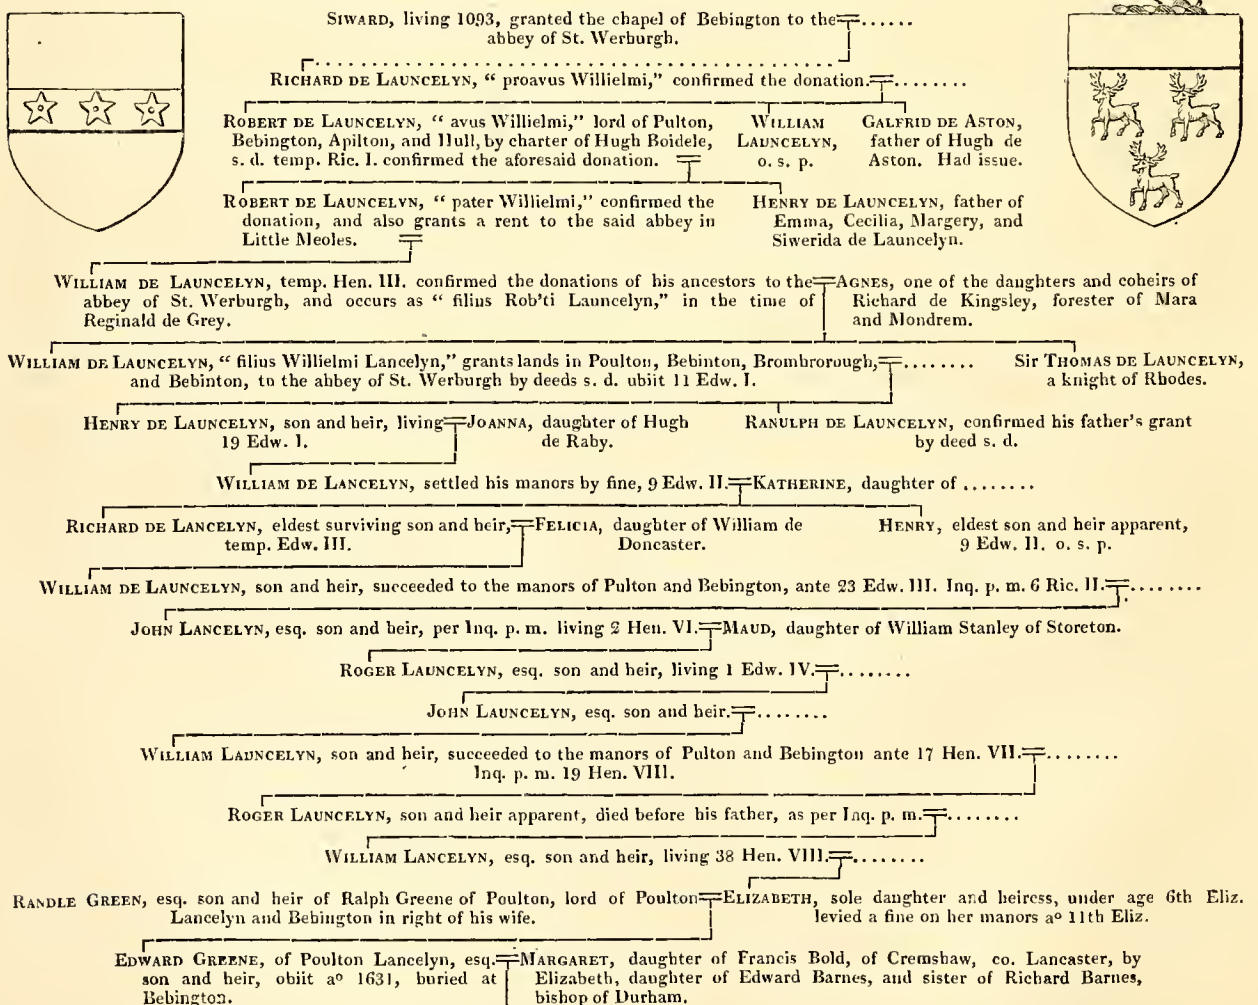 SIWARD, living 1093, granted the chapel of Bebington to the ......
abbey of St. Werburgh.
RICHARD DE LAUNCELYN, “ proavus Willielmi,” confirmed the donation. ........
ROBERT DE LAUNCELYN, “ avus Willielmi,” lord of Pulton,
Bebington, Apilton, and Hull, by charter of Hugh Boidele,
s. d. temp. Ric. I. confirmed the aforesaid donation.
WILLIAM
LAUNCELYN,
o. s. p.
GALFRID DE ASTON,
father of Hugh de
Aston. Had issue.
ROBERT DE LAUNCELYN, “ pater Willielmi,” confirmed the
donation, and also grants a rent to the said abbey in
Little Meoles.
HENRY DE LAUNCELYN, father of
Emma, Cecilia, Margery, and
Siwerida de Launcelyn.
WILLIAM DE LAUNCELYN, temp. Hen. III. confirmed the donations of his ancestors to the
abbey of St. Werburgh, and occurs as “ filius Rob'ti Launcelyn,” in the time of
Reginald de Grey.
AGNES, one of the daughters and coheirs of
Richard de Kingsley, forester of Mara
and Mondrem.
WILLIAM DE LAUNCELYN, “ filius Willielmi Lancelyn,” grants lands in Poulton, Bebinton, Brombrorough, ........
and Bebinton, to the abbey of St. Werburgh by deeds s. d. ubiit 11 Edw. I.
Sir THOMAS DE LAUNCELYN,
a knight of Rhodes.
HENRY DE LAUNCELYN, son and heir, living
19 Edw. I.
JOANNA, daughter of Hugh
de Raby.
RANULPH DE LAUNCELYN, confirmed his father's grant
by deed s. d.
WILLIAM DE LANCELYN, settled his manors by fine, 9 Edw. II. KATHERINE, daughter of ........
RICHARD DE LANCELYN, eldest surviving son and heir,
temp. Edw. III.
FELICIA, daughter of William de
Doncaster.
HENRY, eldest son and heir apparent,
9 Edw. II. o. s. p.
WILLIAM DE LAUNCELYN, son and heir, succeeded to the manors of Pulton and Bebington, ante 23 Edw. III. Inq. p. m. 6 Ric. II. ........
JOHN LANCELYN, esq. son and heir, per Inq. p. m. living 2 Hen. VI. MAUD, daughter of William Stanley of Storeton.
ROGER LAUNCELYN, esq. son and heir, living 1 Edw. IV. ........
JOHN LAUNCELYN, esq. son and heir. ........
WILLIAM LAUNCELYN, son and heir, succeeded to the manors of Pulton and Bebington ante 17 Hen. VII. ........
Inq. p. m. 19 Hen. VIII.
ROGER LAUNCELYN, son and heir apparent, died before his father, as per Inq. p. m. ........
WILLIAM LANCELYN, esq. son and heir, living 38 Hen. VIII. ........
RANDLE GREEN, esq. son and heir of Ralph Greene of Poulton, lord of Poulton
Lancelyn and Bebington in right of his wife.
ELIZABETH, sole daughter and heiress, under age 6th Eliz.
levied a fine on her manors aº 11th Eliz.
EDWARD GREENE, of Poulton Lancelyn, esq.
son and heir, obiit aº 1631, buried at
Bebington.
MARGARET, daughter of Francis Bold, of Cremshaw, co. Lancaster, by
Elizabeth, daughter of Edward Barnes, and sister of Richard Barnes,
bishop of Durham.